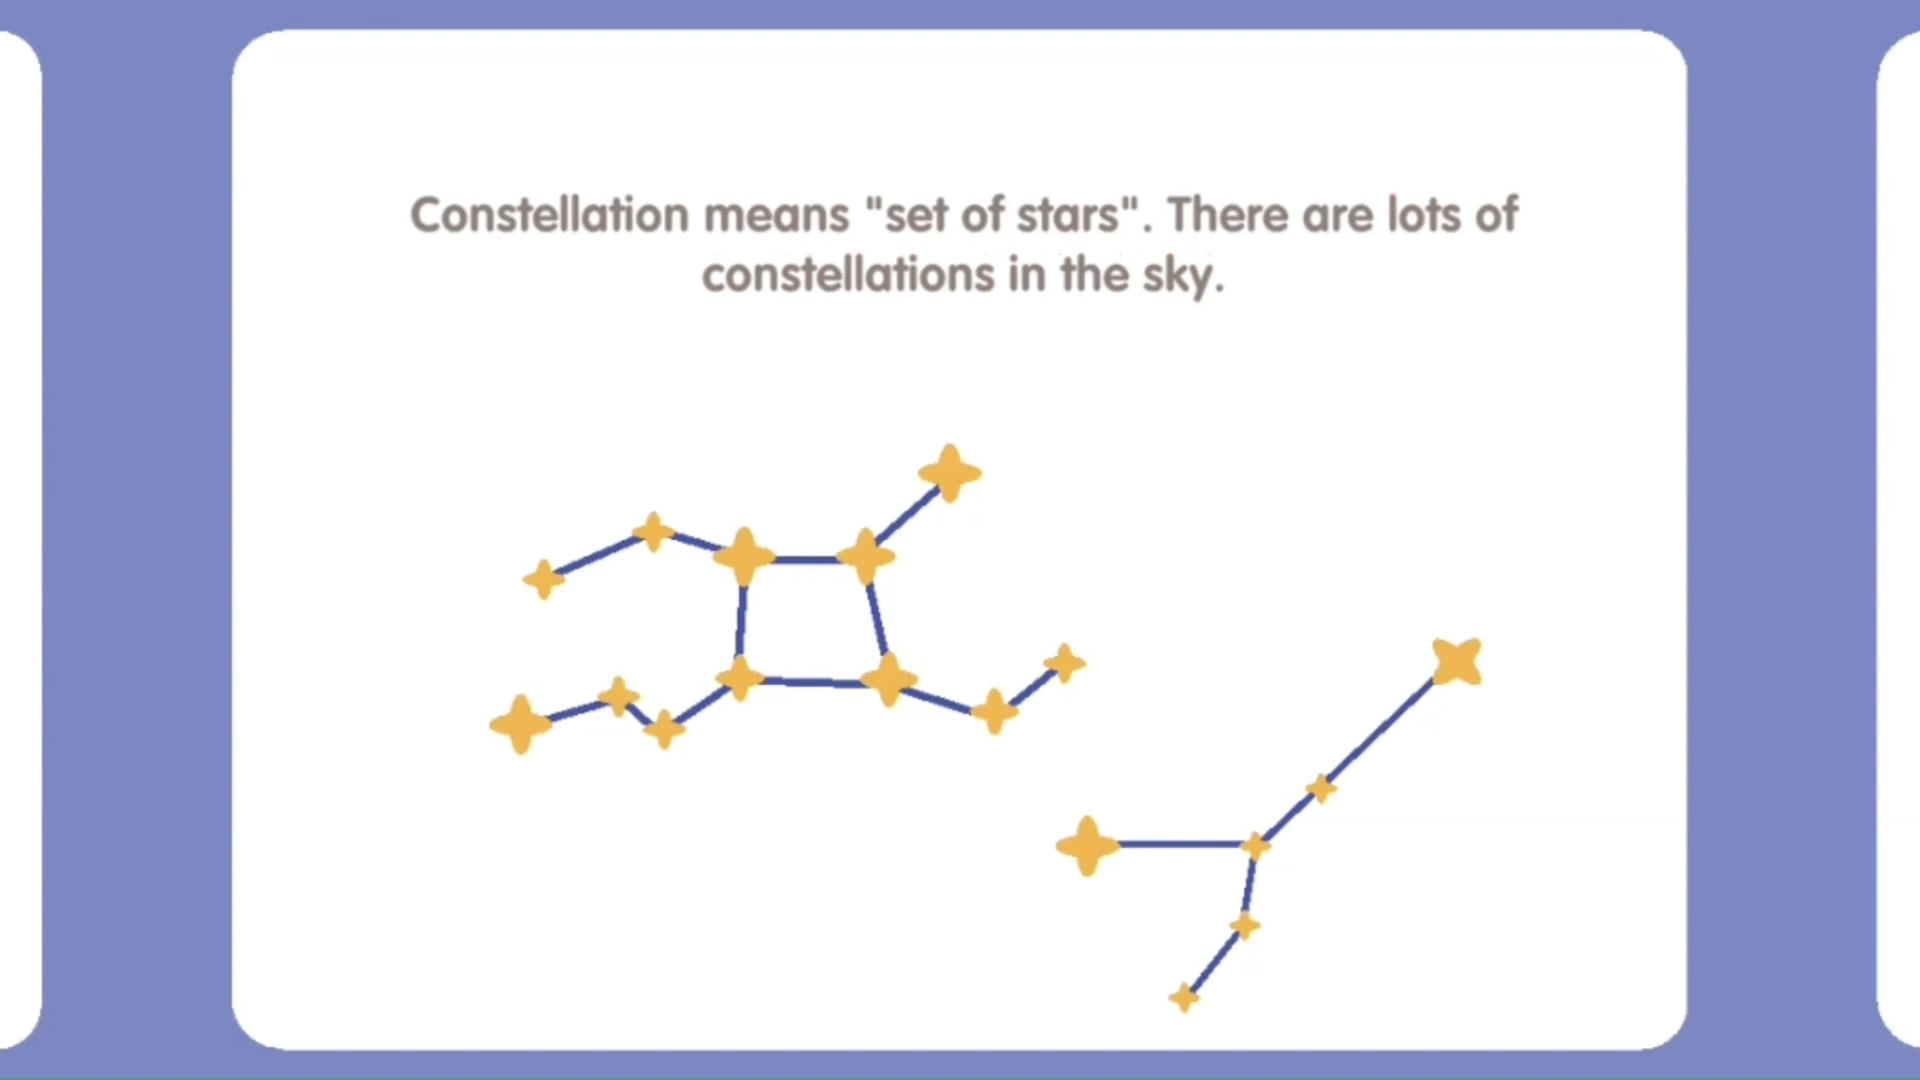 Constellation means "set of stars". There are lots of
constellations in the sky.